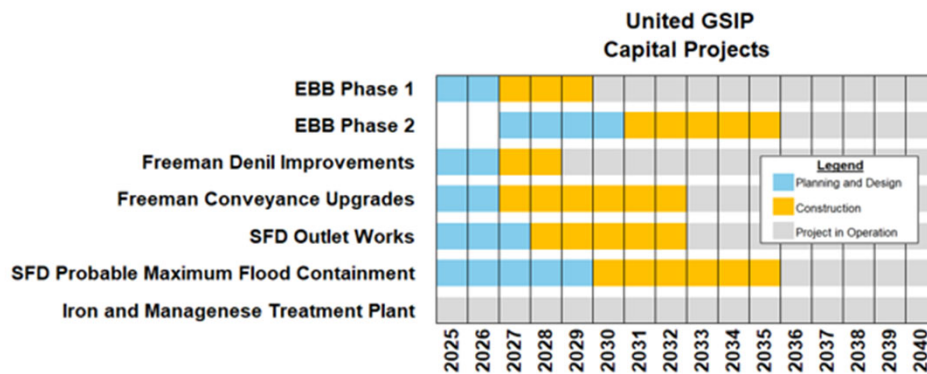 United GSIP
Capital Projects
EBB Phase 1
EBB Phase 2
Freeman Denil Improvements
Freeman Conveyance Upgrades
SFD Outlet Works
SFD Probable Maximum Flood Containment
Iron and Managenese Treatment Plant
Legend
Planning and Design
Construction
Project in Operation
2025 2026 2027 2028 2029 2030 2031 2032 2033 2034 2035 2036 2037 2038 2039 2040